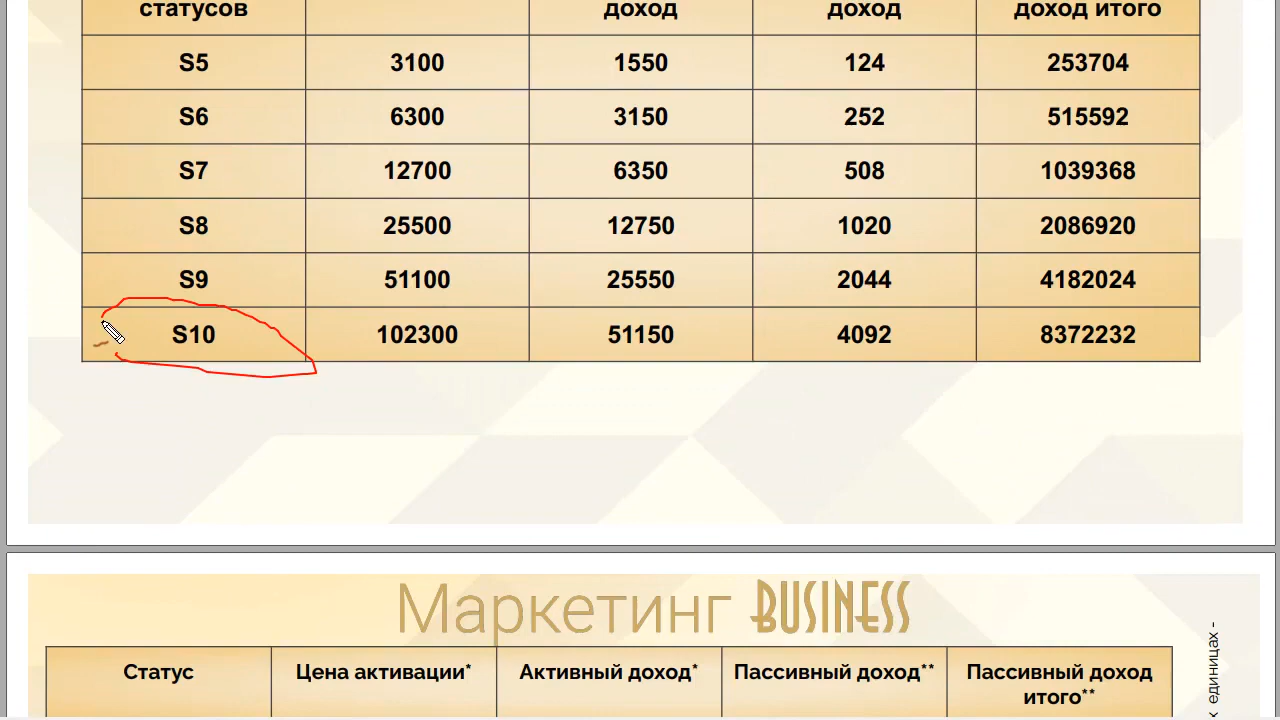 статусов доход доход доход итого
S5 3100 1550 124 253704
S6 6300 3150 252 515592
S7 12700 6350 508 1039368
S8 25500 12750 1020 2086920
S9 51100 25550 2044 4182024
S10 102300 51150 4092 8372232
Маркетинг BUSINESS
Статус Цена активации* Активный доход* Пассивный доход** Пассивный доход
итого**
единицах -